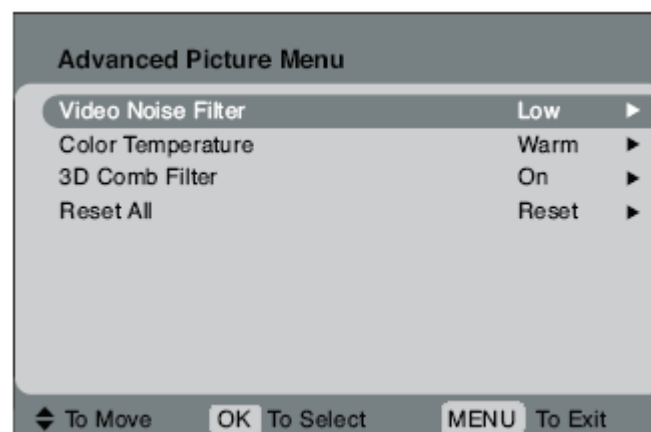 Advanced Picture Menu
Video Noise Filter Low
Color Temperature Warm
3D Comb Filter On
Reset All Reset
To Move OK To Select MENU To Exit